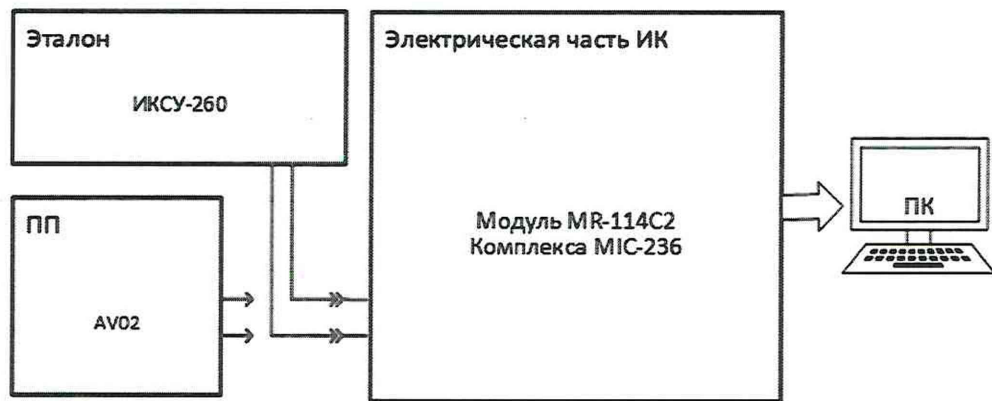 Эталон
ИКСУ-260
Электрическая часть ИК
ПП
AV02
Модуль MR-114C2
Комплекса MIC-236
ПК